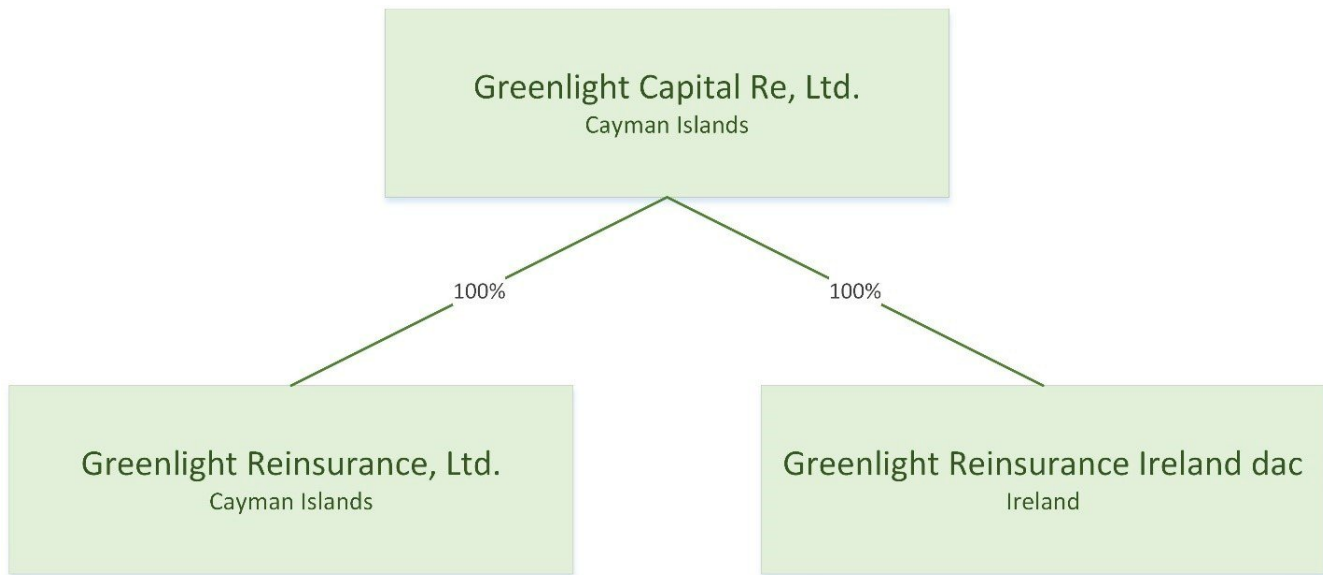 Greenlight Capital Re, Ltd.
Cayman Islands
100%
100%
Greenlight Reinsurance, Ltd.
Cayman Islands
Greenlight Reinsurance Ireland dac
Ireland